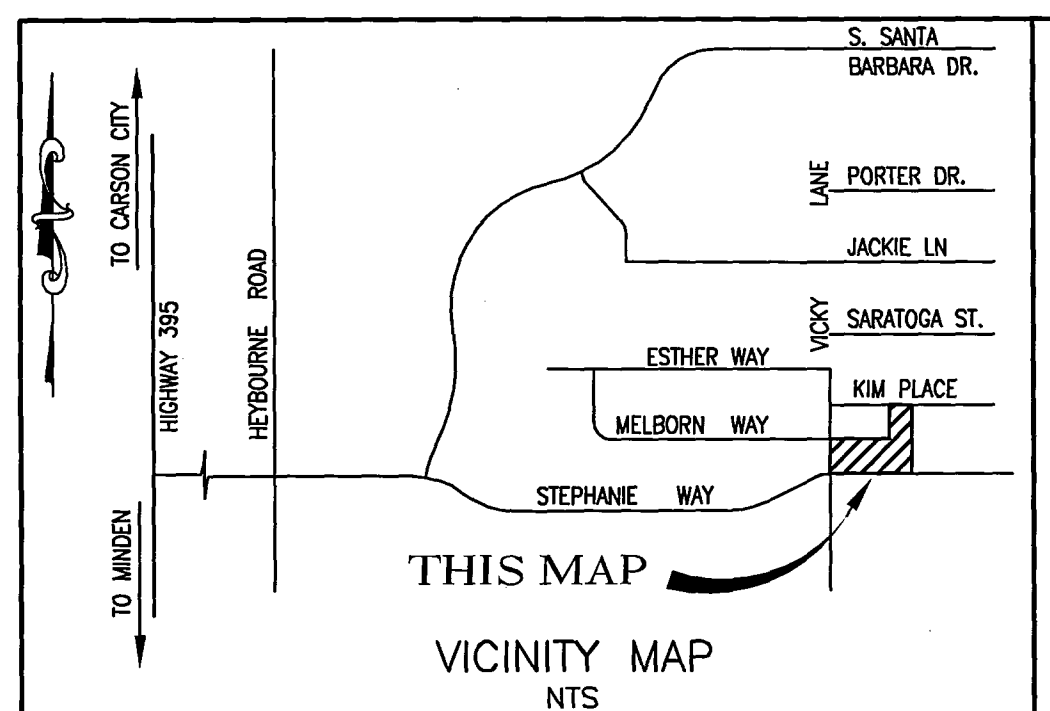 S. SANTA
BARBARA DR.
TO CARSON CITY
LANE
PORTER DR.
JACKIE LN
HIGHWAY 395
HEYBOURNE ROAD
VICKY
SARATOGA ST.
ESTHER WAY
KIM PLACE
MELBORN WAY
STEPHANIE WAY
TO MINDEN
THIS MAP
VICINITY MAP
NTS